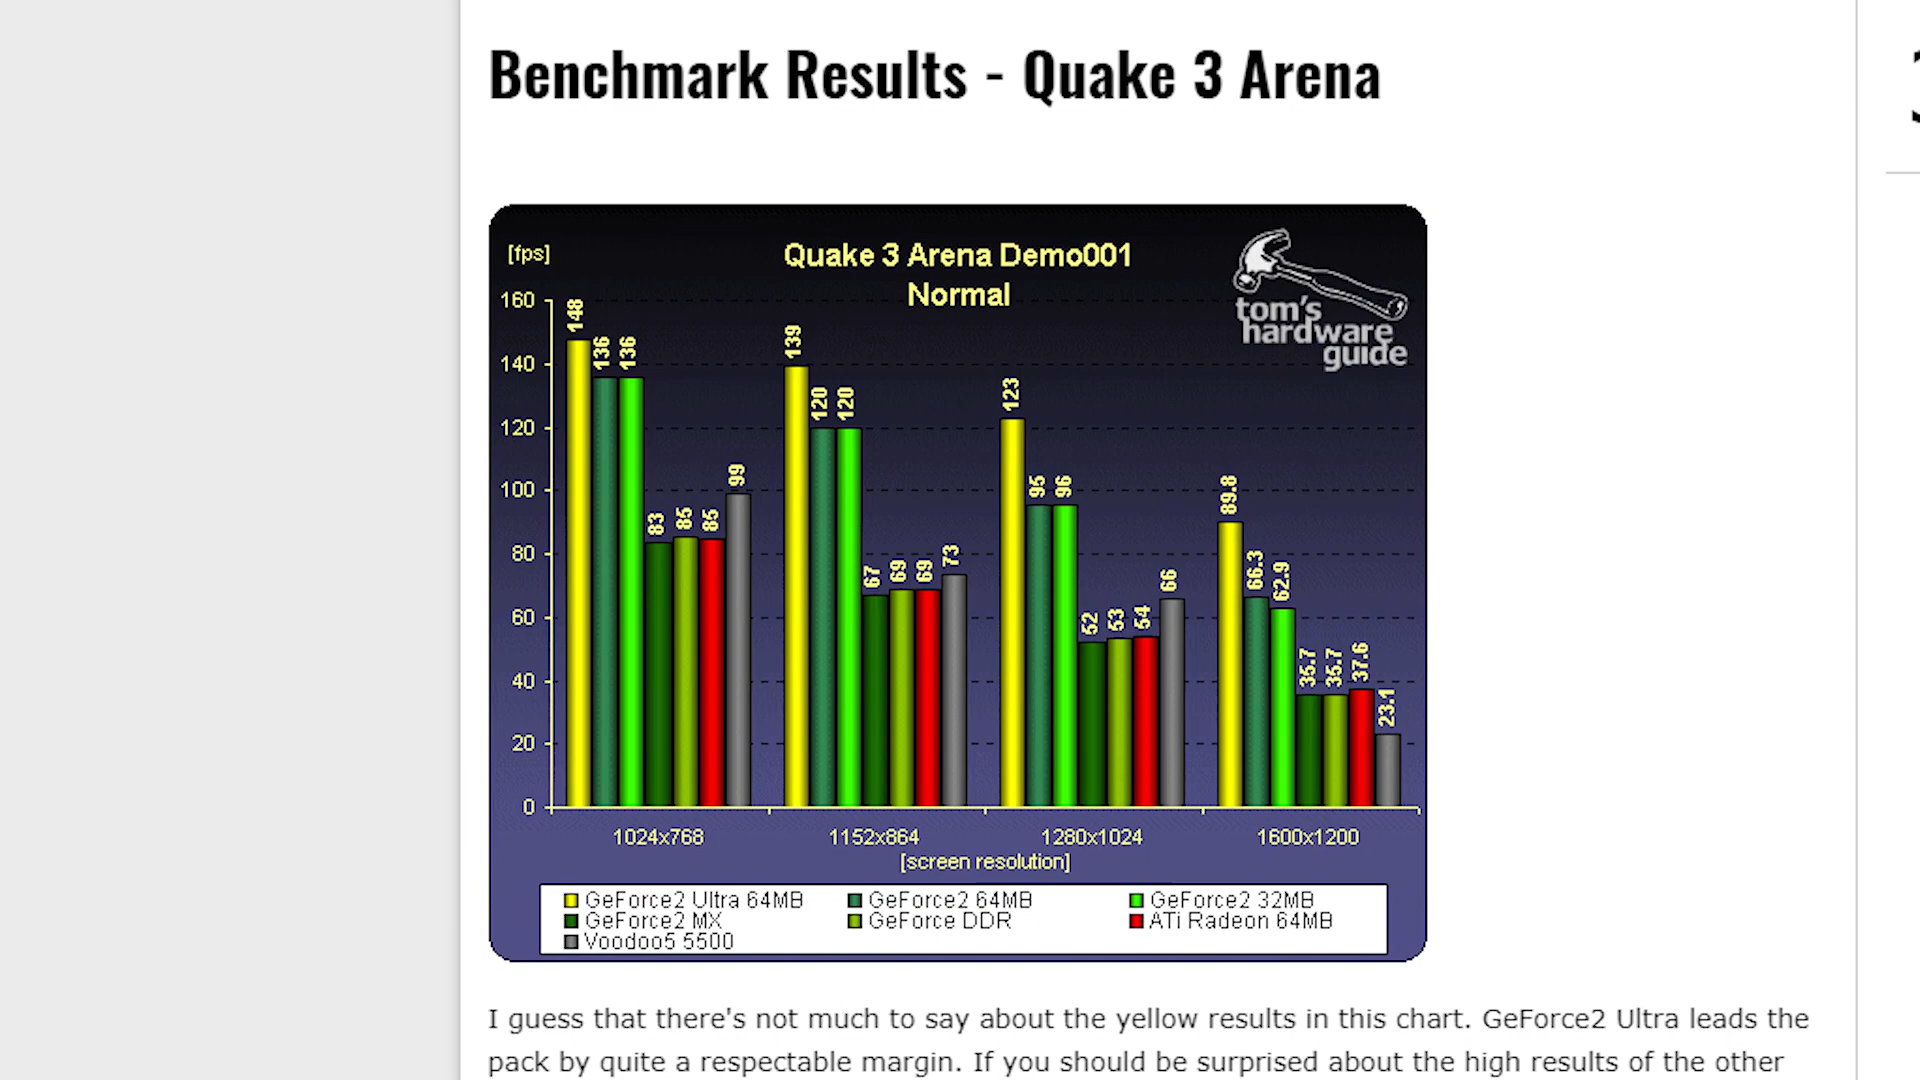 Benchmark Results - Quake 3 Arena
[fps]
Quake 3 Arena Demo001
Normal
tom's
hardware
guide
160
140
120
100
80
60
40
20
0
148 136 136 83 85 85 99
139 120 120 67 69 69 73
123 95 96 52 53 54 66
89.8 66.3 62.9 35.7 35.7 37.6 23.1
1024x768 1152x864 1280x1024 1600x1200
[screen resolution]
GeForce2 Ultra 64MB GeForce2 64MB GeForce2 32MB
GeForce2 MX GeForce DDR ATi Radeon 64MB
Voodoo5 5500
I guess that there's not much to say about the yellow results in this chart. GeForce2 Ultra leads the
pack by quite a respectable margin. If you should be surprised about the high results of the other